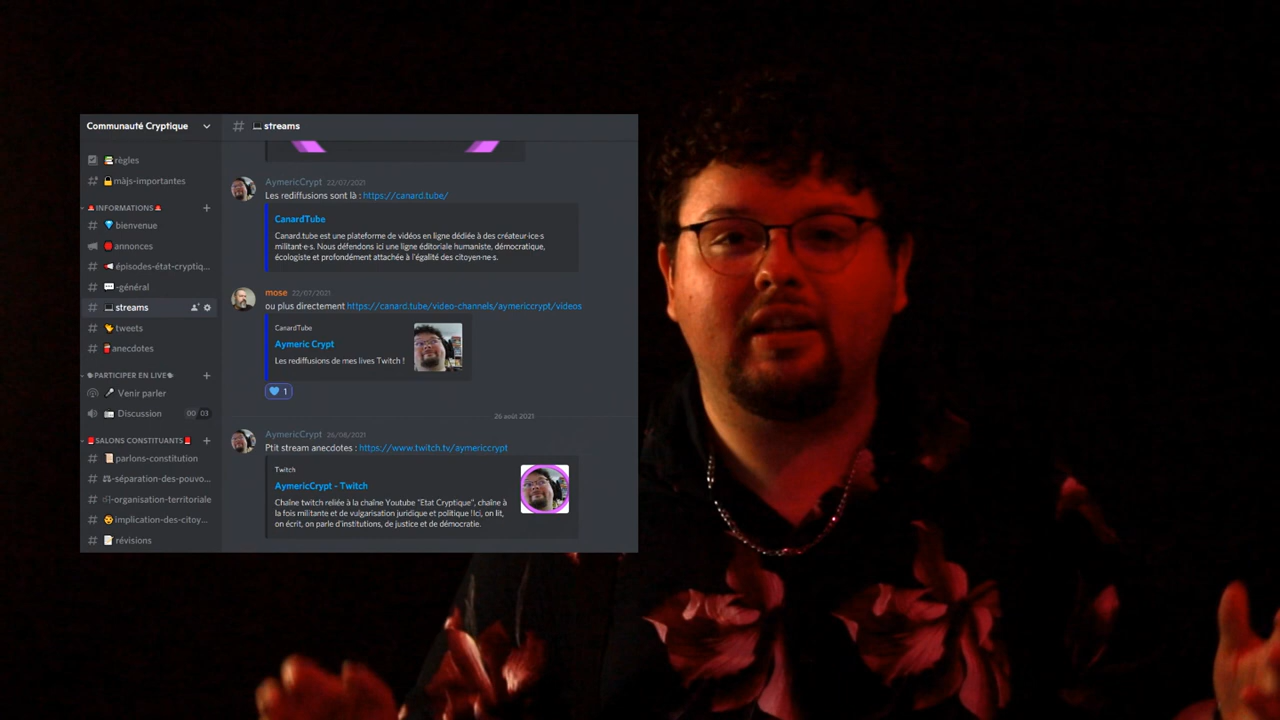 Communauté Cryptique
règles
màjs-importantes
INFORMATIONS
bienvenue
annonces
épisodes-état-cryptiq...
-général
streams
tweets
anecdotes
PARTICIPER EN LIVE
Venir parler
Discussion 00 03
SALONS CONSTITUANTS
parlons-constitution
-séparation-des-pouvo...
-organisation-territoriale
implication-des-citoy...
révisions
streams
AymericCrypt 22/07/2021
Les rediffusions sont là : https://canard.tube/
CanardTube
Canard.tube est une plateforme de vidéos en ligne dédiée à des créateur·ice·s
militant·e·s. Nous défendons ici une ligne éditoriale humaniste, démocratique,
écologiste et profondément attachée à l'égalité des citoyen·ne·s.
mose 22/07/2021
ou plus directement https://canard.tube/video-channels/aymericcrypt/videos
CanardTube
Aymeric Crypt
Les rediffusions de mes lives Twitch !
1
26 août 2021
AymericCrypt 26/08/2021
Ptit stream anecdotes : https://www.twitch.tv/aymericcrypt
Twitch
AymericCrypt - Twitch
Chaîne twitch reliée à la chaîne Youtube "Etat Cryptique", chaîne à
la fois militante et de vulgarisation juridique et politique !Ici, on lit,
on écrit, on parle d'institutions, de justice et de démocratie.